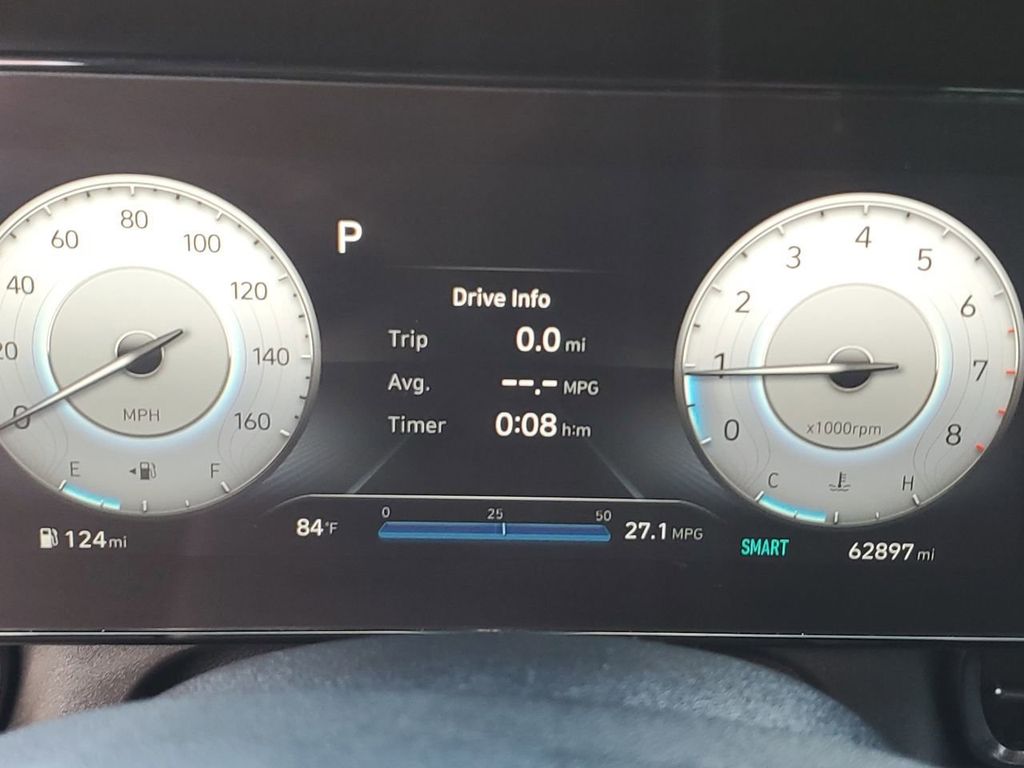 80
60
100
40
120
20
140
0
160
MPH
E
F
124 mi
P
Drive Info
Trip 0.0 mi
Avg. --.- MPG
Timer 0:08 h:m
0 25 50
84°F
27.1 MPG
4
3
5
2
6
1
7
0
8
x1000rpm
C
H
SMART
62897 mi